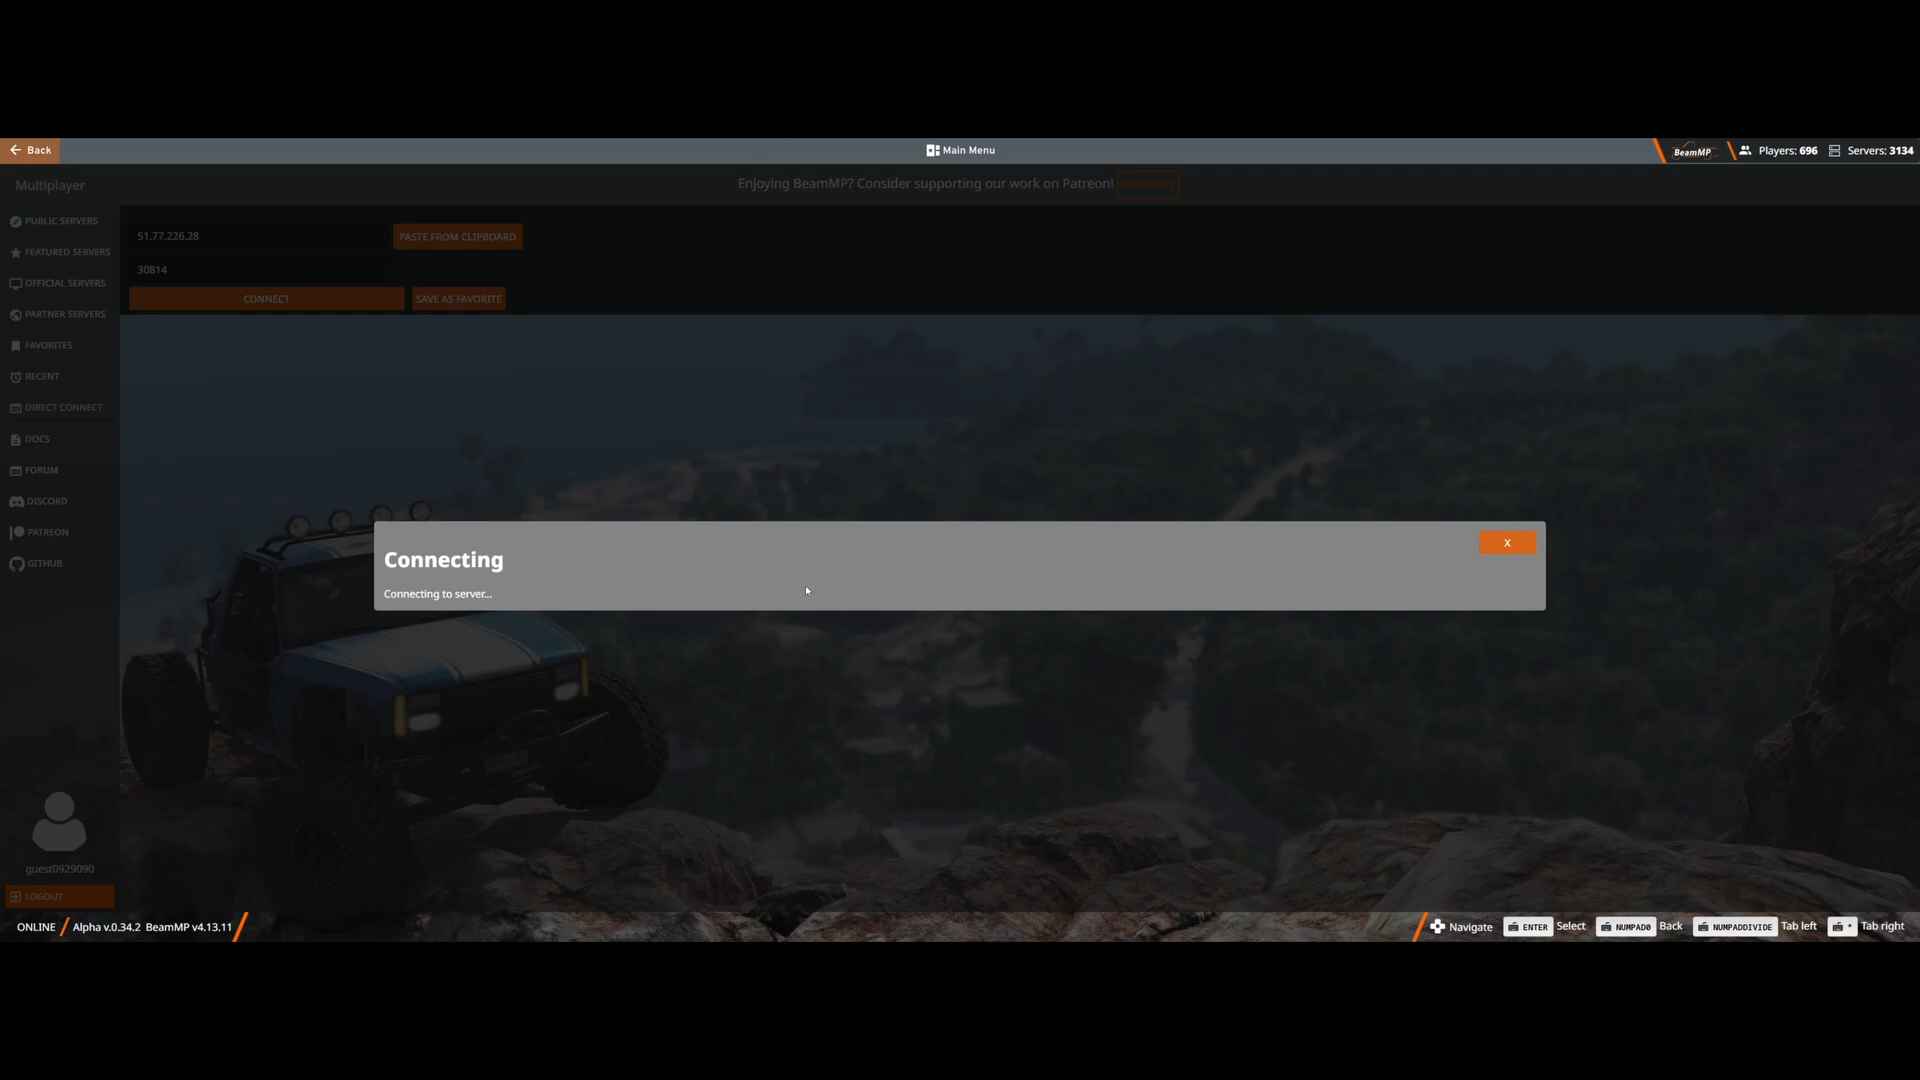 Back
Main Menu
BeamMP
Players: 696
Servers: 3134
Multiplayer
Enjoying BeamMP? Consider supporting our work on Patreon!
PUBLIC SERVERS
FEATURED SERVERS
OFFICIAL SERVERS
PARTNER SERVERS
FAVORITES
RECENT
DIRECT CONNECT
DOCS
FORUM
DISCORD
PATREON
GITHUB
51.77.226.28
PASTE FROM CLIPBOARD
30814
CONNECT
SAVE AS FAVORITE
X
Connecting
Connecting to server...
guest0929090
LOGOUT
ONLINE
Alpha v.0.34.2 BeamMP v4.13.11
Navigate
ENTER Select
NUMPAD0 Back
NUMPADDIVIDE Tab left
* Tab right